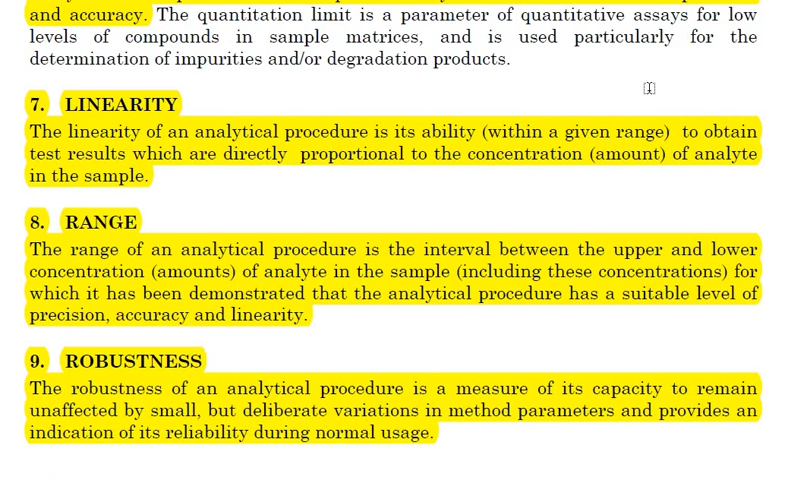 and accuracy. The quantitation limit is a parameter of quantitative assays for low
levels of compounds in sample matrices, and is used particularly for the
determination of impurities and/or degradation products.
7. LINEARITY
The linearity of an analytical procedure is its ability (within a given range) to obtain
test results which are directly proportional to the concentration (amount) of analyte
in the sample.
8. RANGE
The range of an analytical procedure is the interval between the upper and lower
concentration (amounts) of analyte in the sample (including these concentrations) for
which it has been demonstrated that the analytical procedure has a suitable level of
precision, accuracy and linearity.
9. ROBUSTNESS
The robustness of an analytical procedure is a measure of its capacity to remain
unaffected by small, but deliberate variations in method parameters and provides an
indication of its reliability during normal usage.